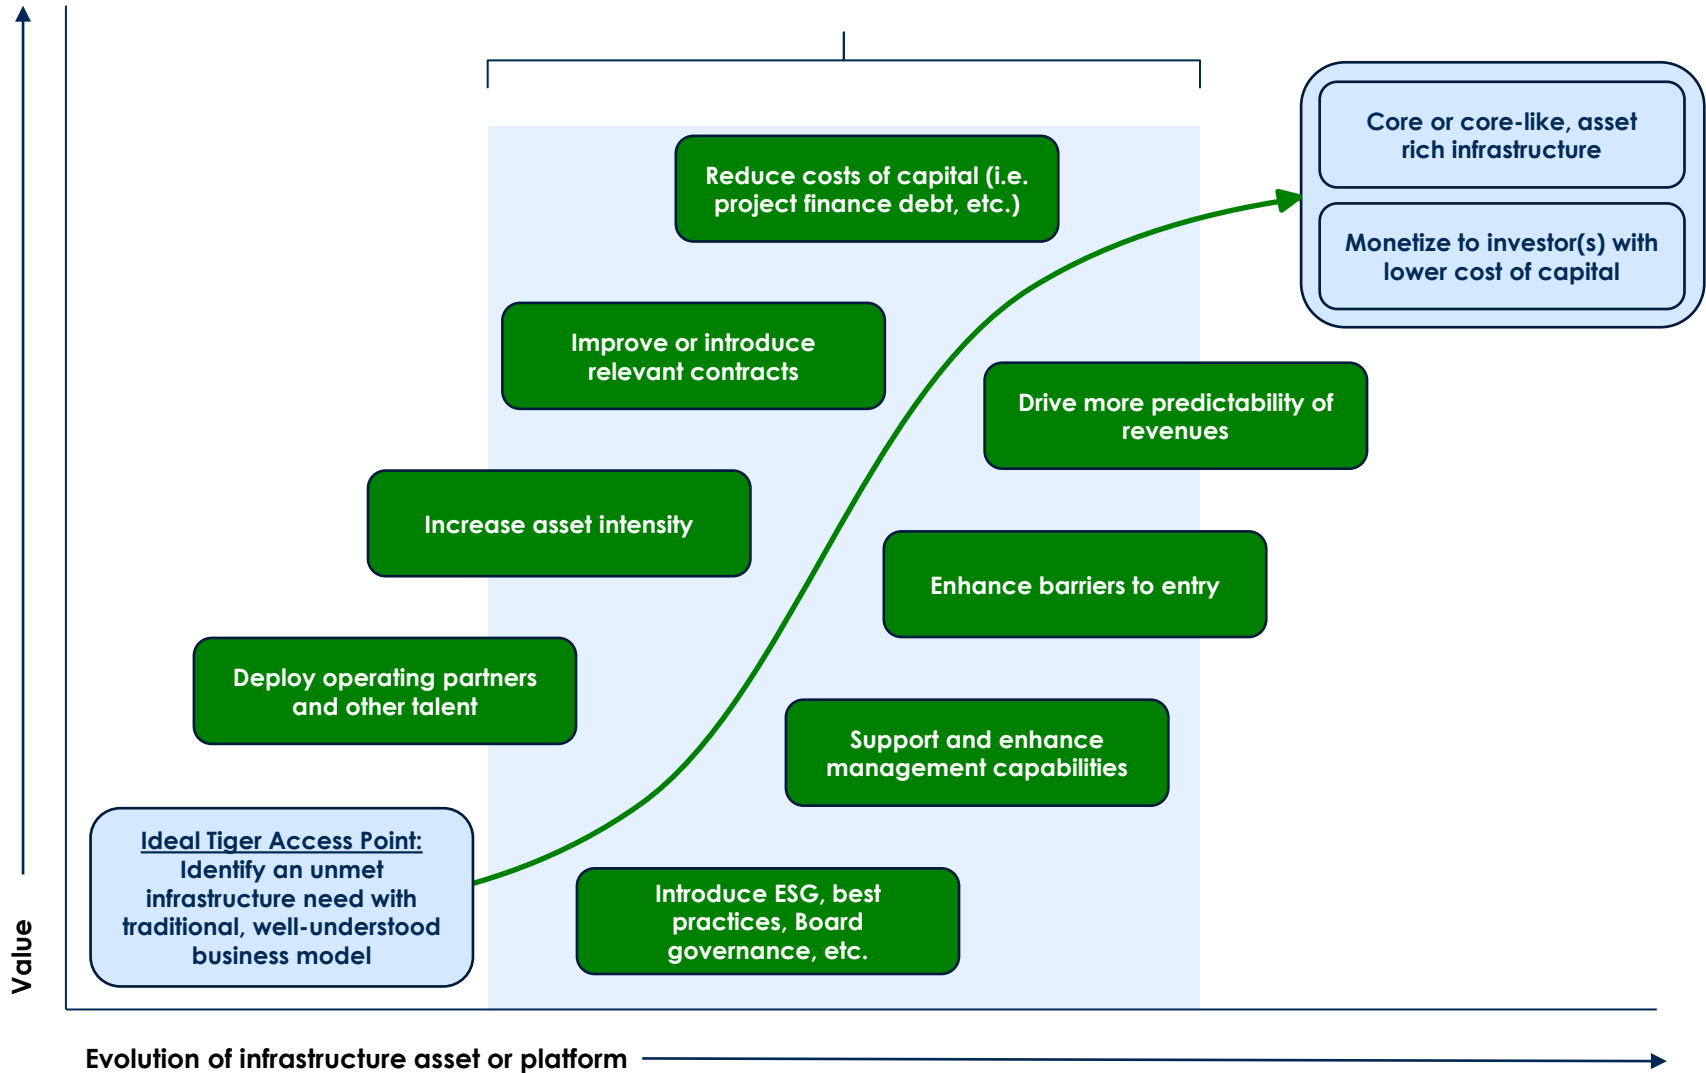 Core or core-like, asset
rich infrastructure
Monetize to investor(s) with
lower cost of capital
Reduce costs of capital (i.e.
project finance debt, etc.)
Improve or introduce
relevant contracts
Drive more predictability of
revenues
Increase asset intensity
Enhance barriers to entry
Deploy operating partners
and other talent
Support and enhance
management capabilities
Ideal Tiger Access Point:
Identify an unmet
infrastructure need with
traditional, well-understood
business model
Introduce ESG, best
practices, Board
governance, etc.
Value
Evolution of infrastructure asset or platform